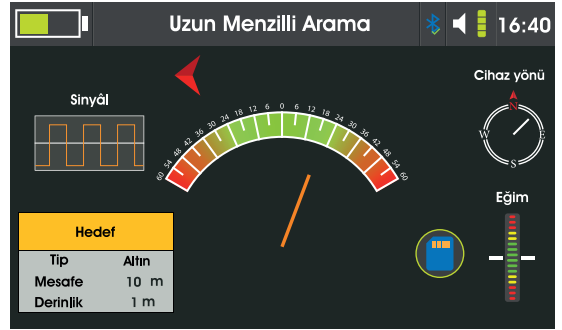 Uzun Menzilli Arama
16:40
Sinyâl
Cihaz yönü
N
W
E
S
60 54 48 42 36 30 24 18 12 6 0 6 12 18 24 30 36 42 48 54 60
Eğim
Hedef
Tip Altın
Mesafe 10 m
Derinlik 1 m